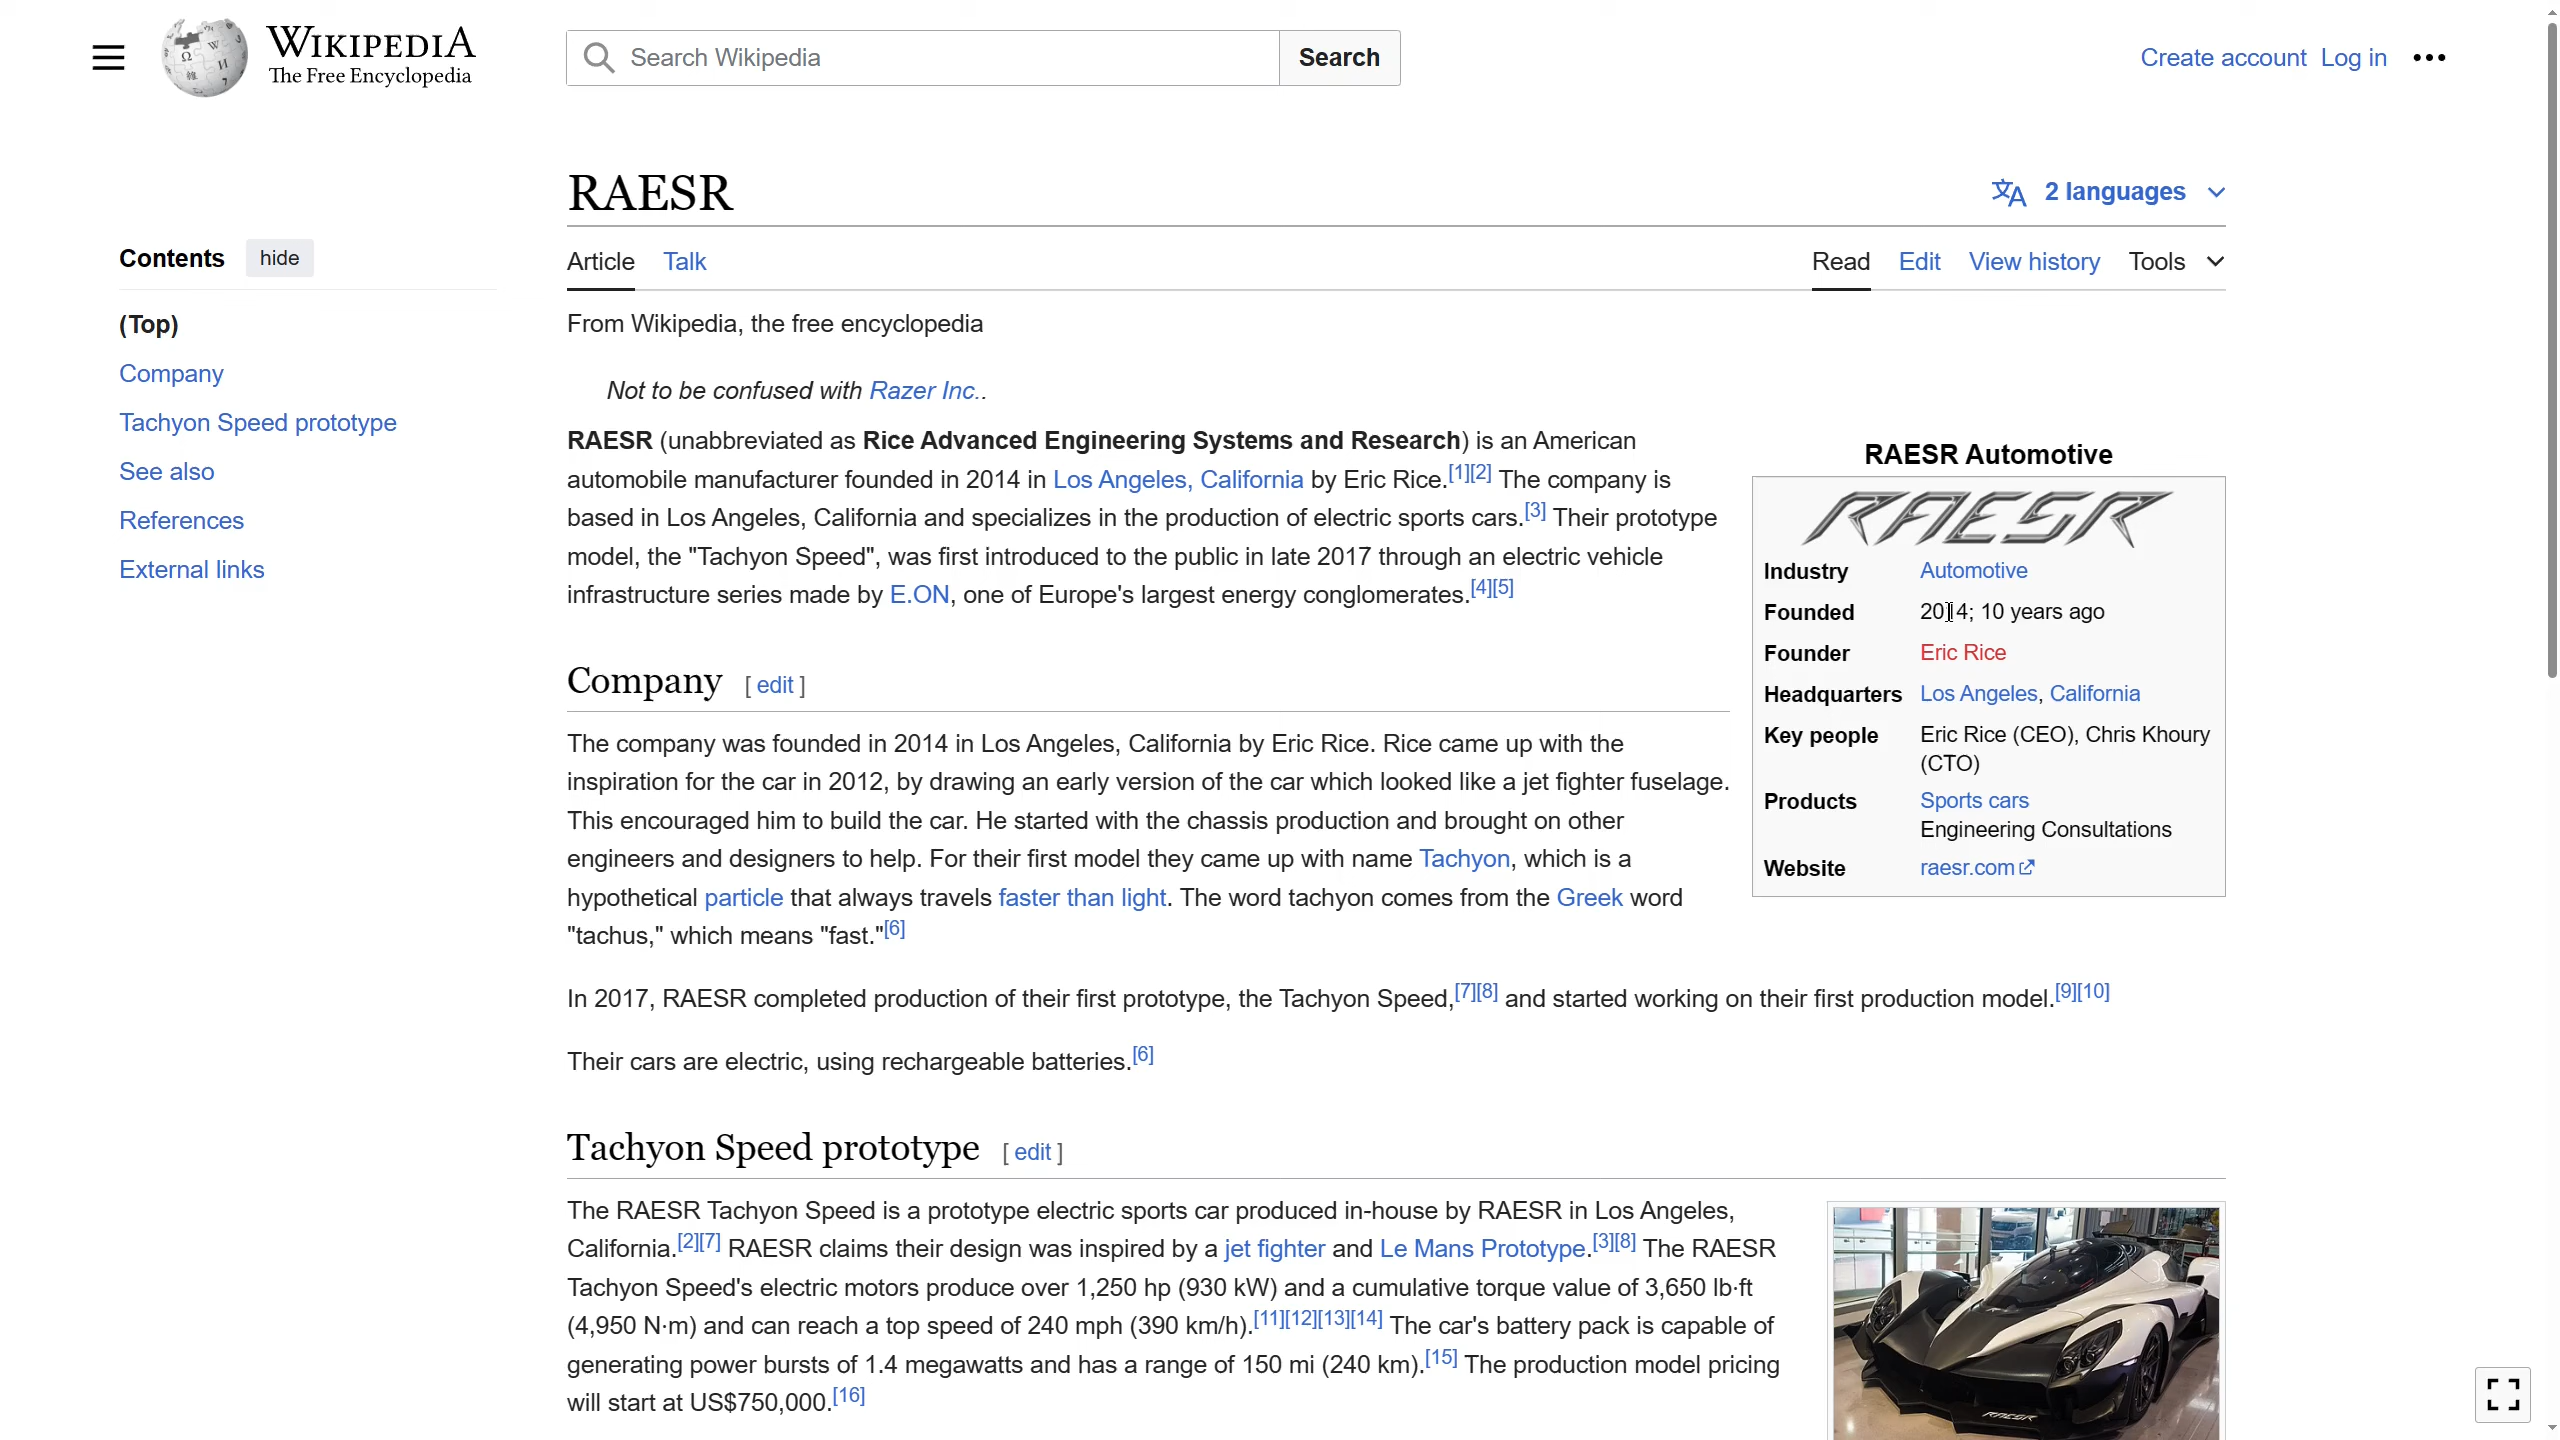 WIKIPEDIA
The Free Encyclopedia
Search Wikipedia
Search
Create account Log in
RAESR
2 languages
Contents hide
Article Talk
Read Edit View history Tools
(Top)
Company
Tachyon Speed prototype
See also
References
External links
From Wikipedia, the free encyclopedia
Not to be confused with Razer Inc..
RAESR (unabbreviated as Rice Advanced Engineering Systems and Research) is an American
automobile manufacturer founded in 2014 in Los Angeles, California by Eric Rice.[1][2] The company is
based in Los Angeles, California and specializes in the production of electric sports cars.[3] Their prototype
model, the "Tachyon Speed", was first introduced to the public in late 2017 through an electric vehicle
infrastructure series made by E.ON, one of Europe's largest energy conglomerates.[4][5]
RAESR Automotive
RAESR
Industry Automotive
Founded 2014; 10 years ago
Founder Eric Rice
Headquarters Los Angeles, California
Key people Eric Rice (CEO), Chris Khoury
(CTO)
Products Sports cars
Engineering Consultations
Website raesr.com
Company [ edit ]
The company was founded in 2014 in Los Angeles, California by Eric Rice. Rice came up with the
inspiration for the car in 2012, by drawing an early version of the car which looked like a jet fighter fuselage.
This encouraged him to build the car. He started with the chassis production and brought on other
engineers and designers to help. For their first model they came up with name Tachyon, which is a
hypothetical particle that always travels faster than light. The word tachyon comes from the Greek word
"tachus," which means "fast."[6]
In 2017, RAESR completed production of their first prototype, the Tachyon Speed,[7][8] and started working on their first production model.[9][10]
Their cars are electric, using rechargeable batteries.[6]
Tachyon Speed prototype [ edit ]
The RAESR Tachyon Speed is a prototype electric sports car produced in-house by RAESR in Los Angeles,
California.[2][7] RAESR claims their design was inspired by a jet fighter and Le Mans Prototype.[3][8] The RAESR
Tachyon Speed's electric motors produce over 1,250 hp (930 kW) and a cumulative torque value of 3,650 lb⋅ft
(4,950 N⋅m) and can reach a top speed of 240 mph (390 km/h).[11][12][13][14] The car's battery pack is capable of
generating power bursts of 1.4 megawatts and has a range of 150 mi (240 km).[15] The production model pricing
will start at US$750,000.[16]
RAESR